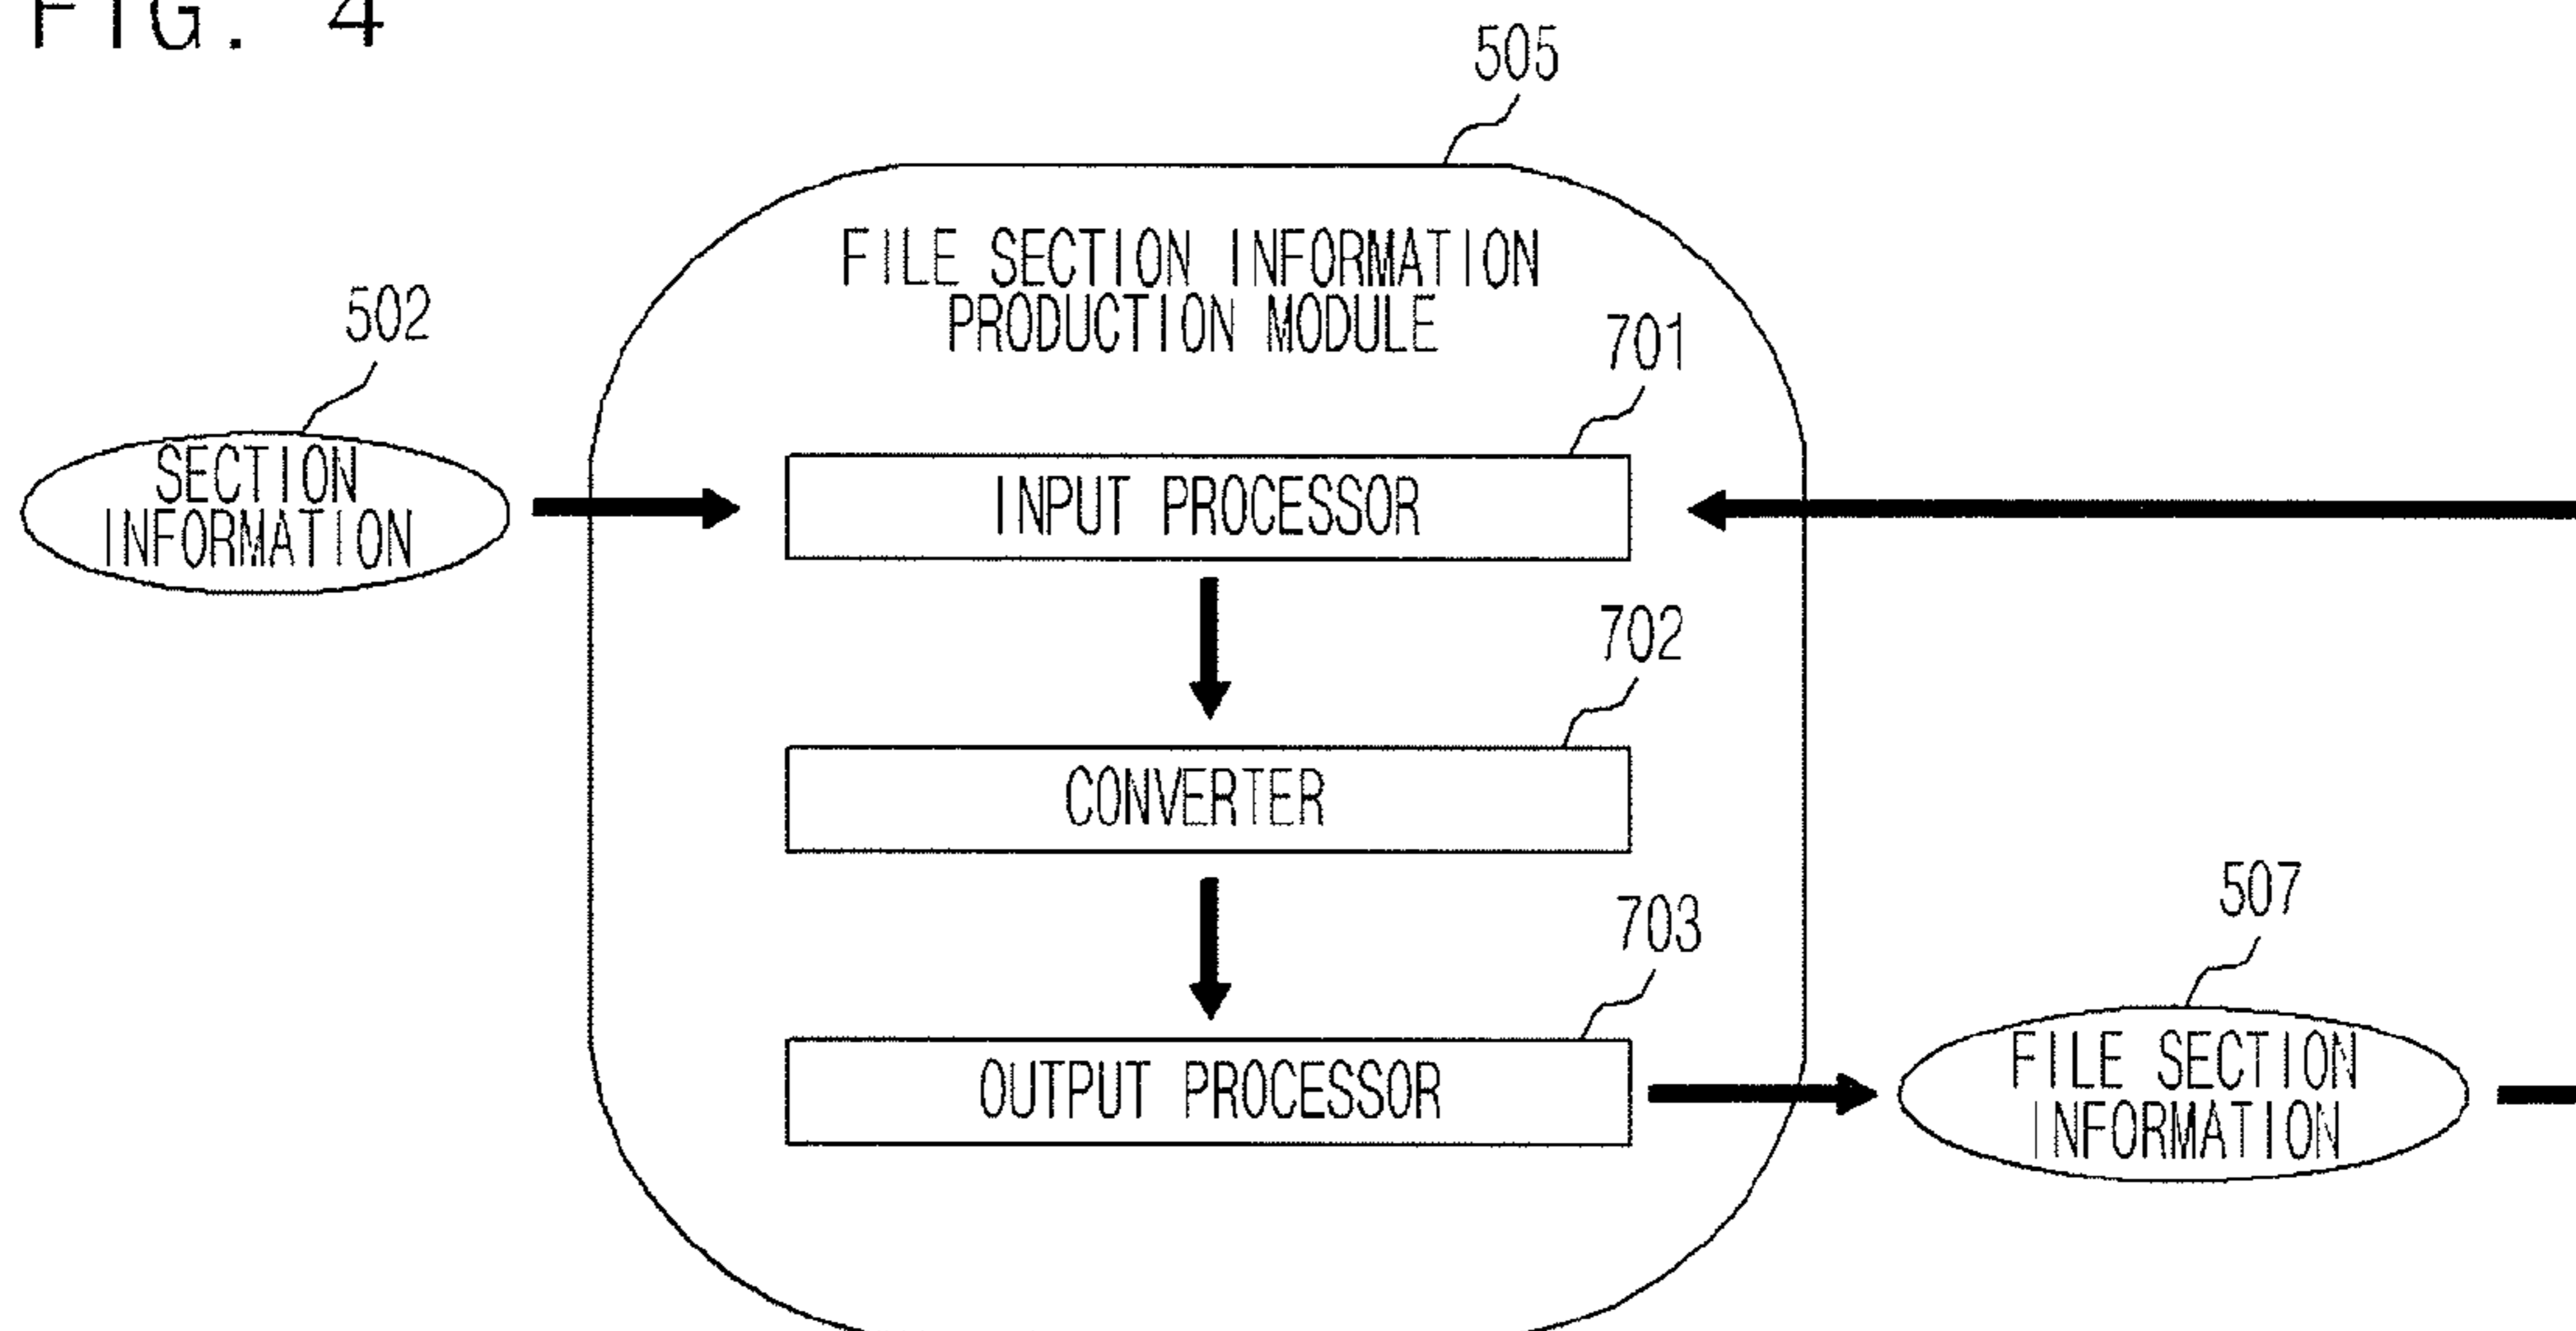 FIG. 4
505
FILE SECTION INFORMATION
PRODUCTION MODULE
502
701
SECTION
INFORMATION
INPUT PROCESSOR
702
CONVERTER
703
507
OUTPUT PROCESSOR
FILE SECTION
INFORMATION